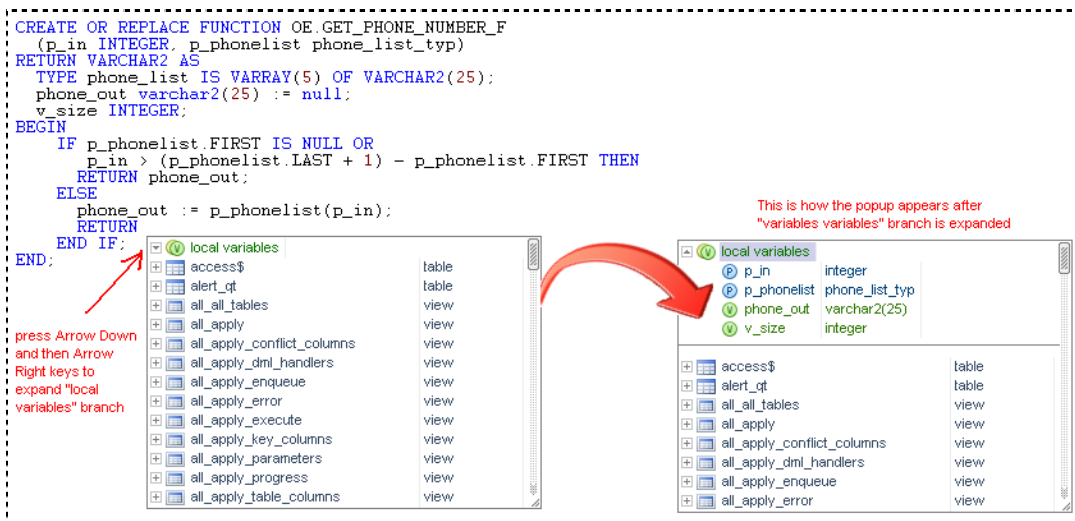 CREATE OR REPLACE FUNCTION OE.GET_PHONE_NUMBER_F
(p_in INTEGER, p_phonelist phone_list_typ)
RETURN VARCHAR2 AS
TYPE phone_list IS VARRAY(5) OF VARCHAR2(25);
phone_out varchar2(25) := null;
v_size INTEGER;
BEGIN
IF p_phonelist.FIRST IS NULL OR
p_in > (p_phonelist.LAST + 1) - p_phonelist.FIRST THEN
RETURN phone_out;
ELSE
phone_out := p_phonelist(p_in);
RETURN
END IF;
END;
press Arrow Down
and then Arrow
Right keys to
expand "local
variables" branch
V local variables
access$ table
alert_qt table
all_all_tables view
all_apply view
all_apply_conflict_columns view
all_apply_dml_handlers view
all_apply_enqueue view
all_apply_error view
all_apply_execute view
all_apply_key_columns view
all_apply_parameters view
all_apply_progress view
all_apply_table_columns view
This is how the popup appears after
"variables variables" branch is expanded
V local variables
P p_in integer
P p_phonelist phone_list_typ
V phone_out varchar2(25)
V v_size integer
access$ table
alert_qt table
all_all_tables view
all_apply view
all_apply_conflict_columns view
all_apply_dml_handlers view
all_apply_enqueue view
all_apply_error view